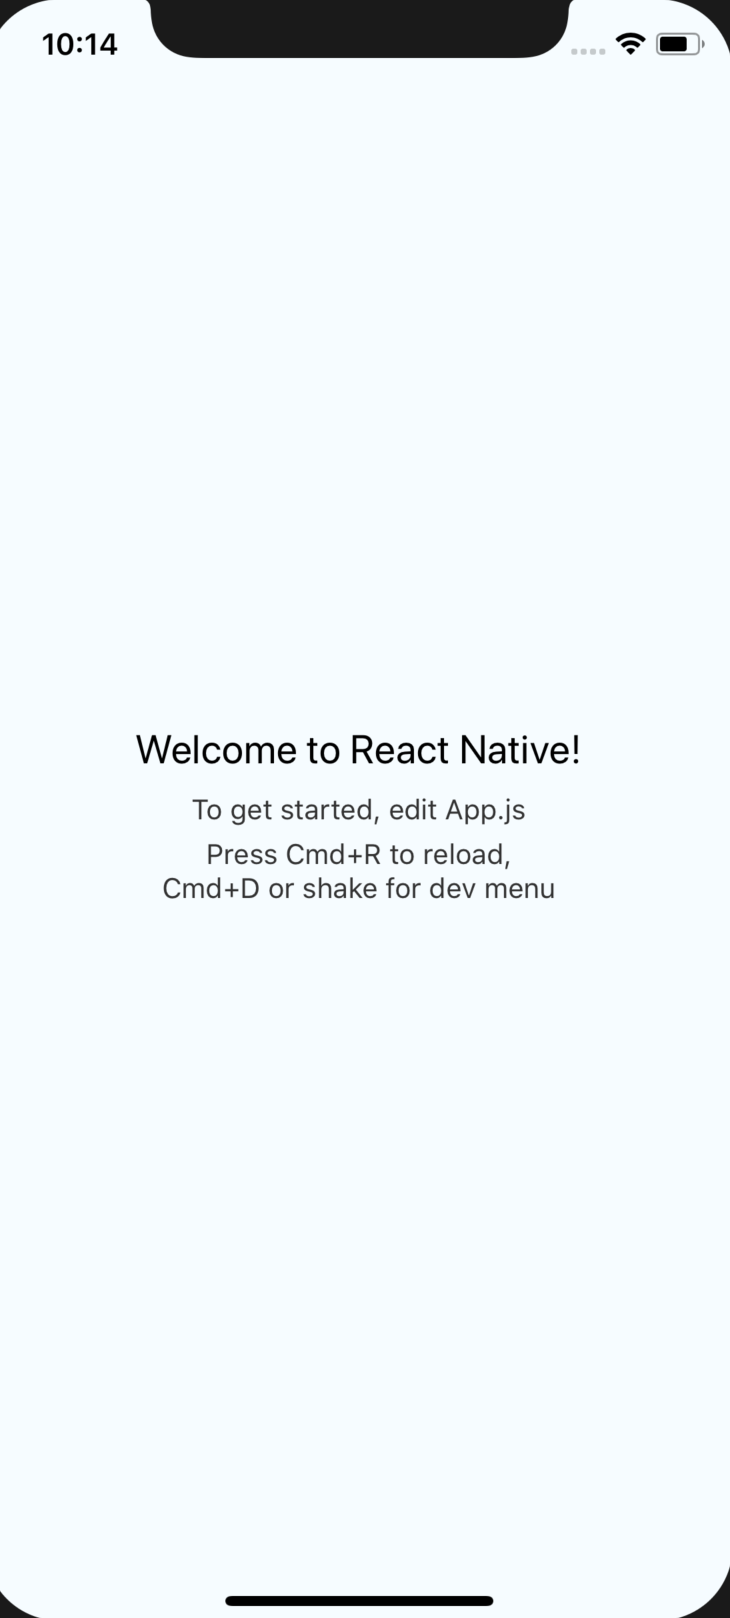 10:14
Welcome to React Native!
To get started, edit App.js
Press Cmd+R to reload,
Cmd+D or shake for dev menu